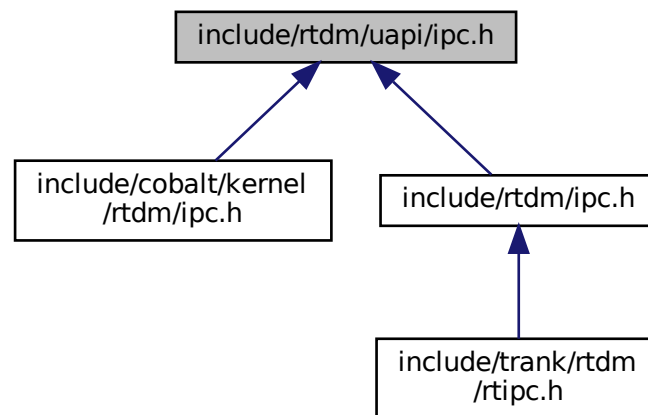 include/rtdm/uapi/ipc.h
include/cobalt/kernel
/rtdm/ipc.h
include/rtdm/ipc.h
include/trank/rtdm
/rtipc.h